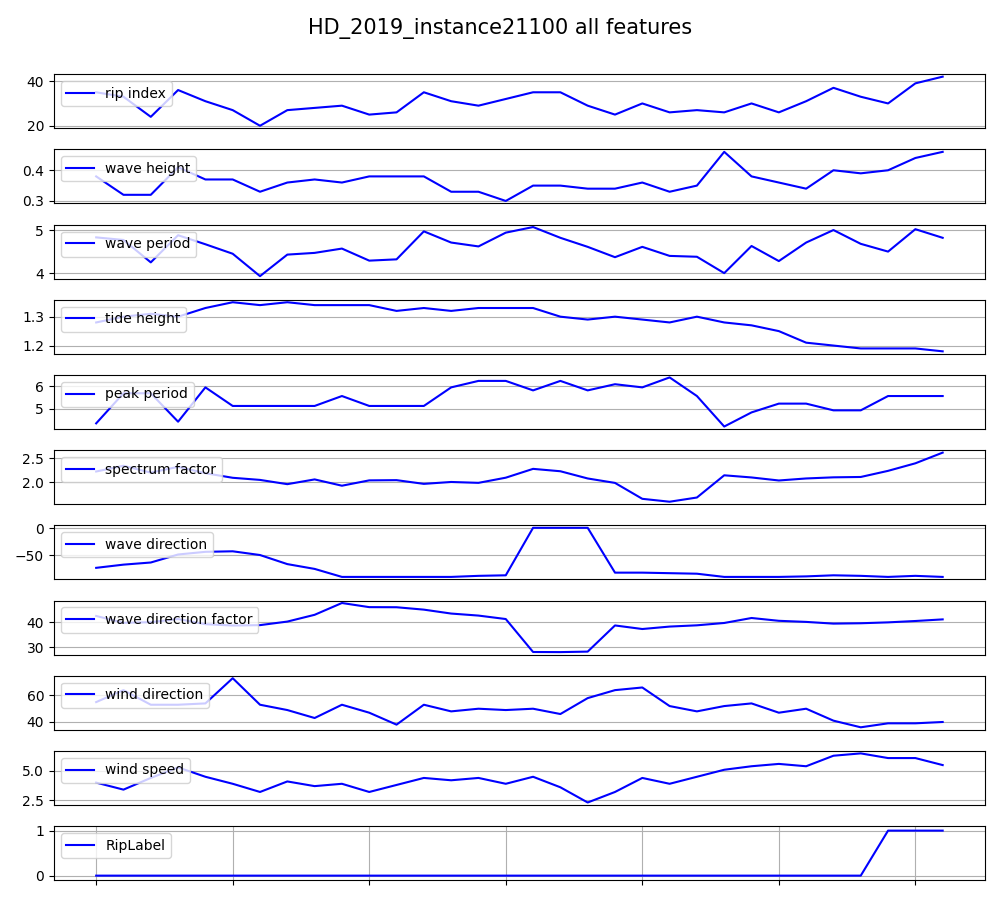 HD_2019_instance21100 all features
40
20
rip index
0.4
0.3
wave height
5
4
wave period
1.3
1.2
tide height
6
5
peak period
2.5
2.0
spectrum factor
0
−50
wave direction
40
30
wave direction factor
60
40
wind direction
5.0
2.5
wind speed
1
0
RipLabel